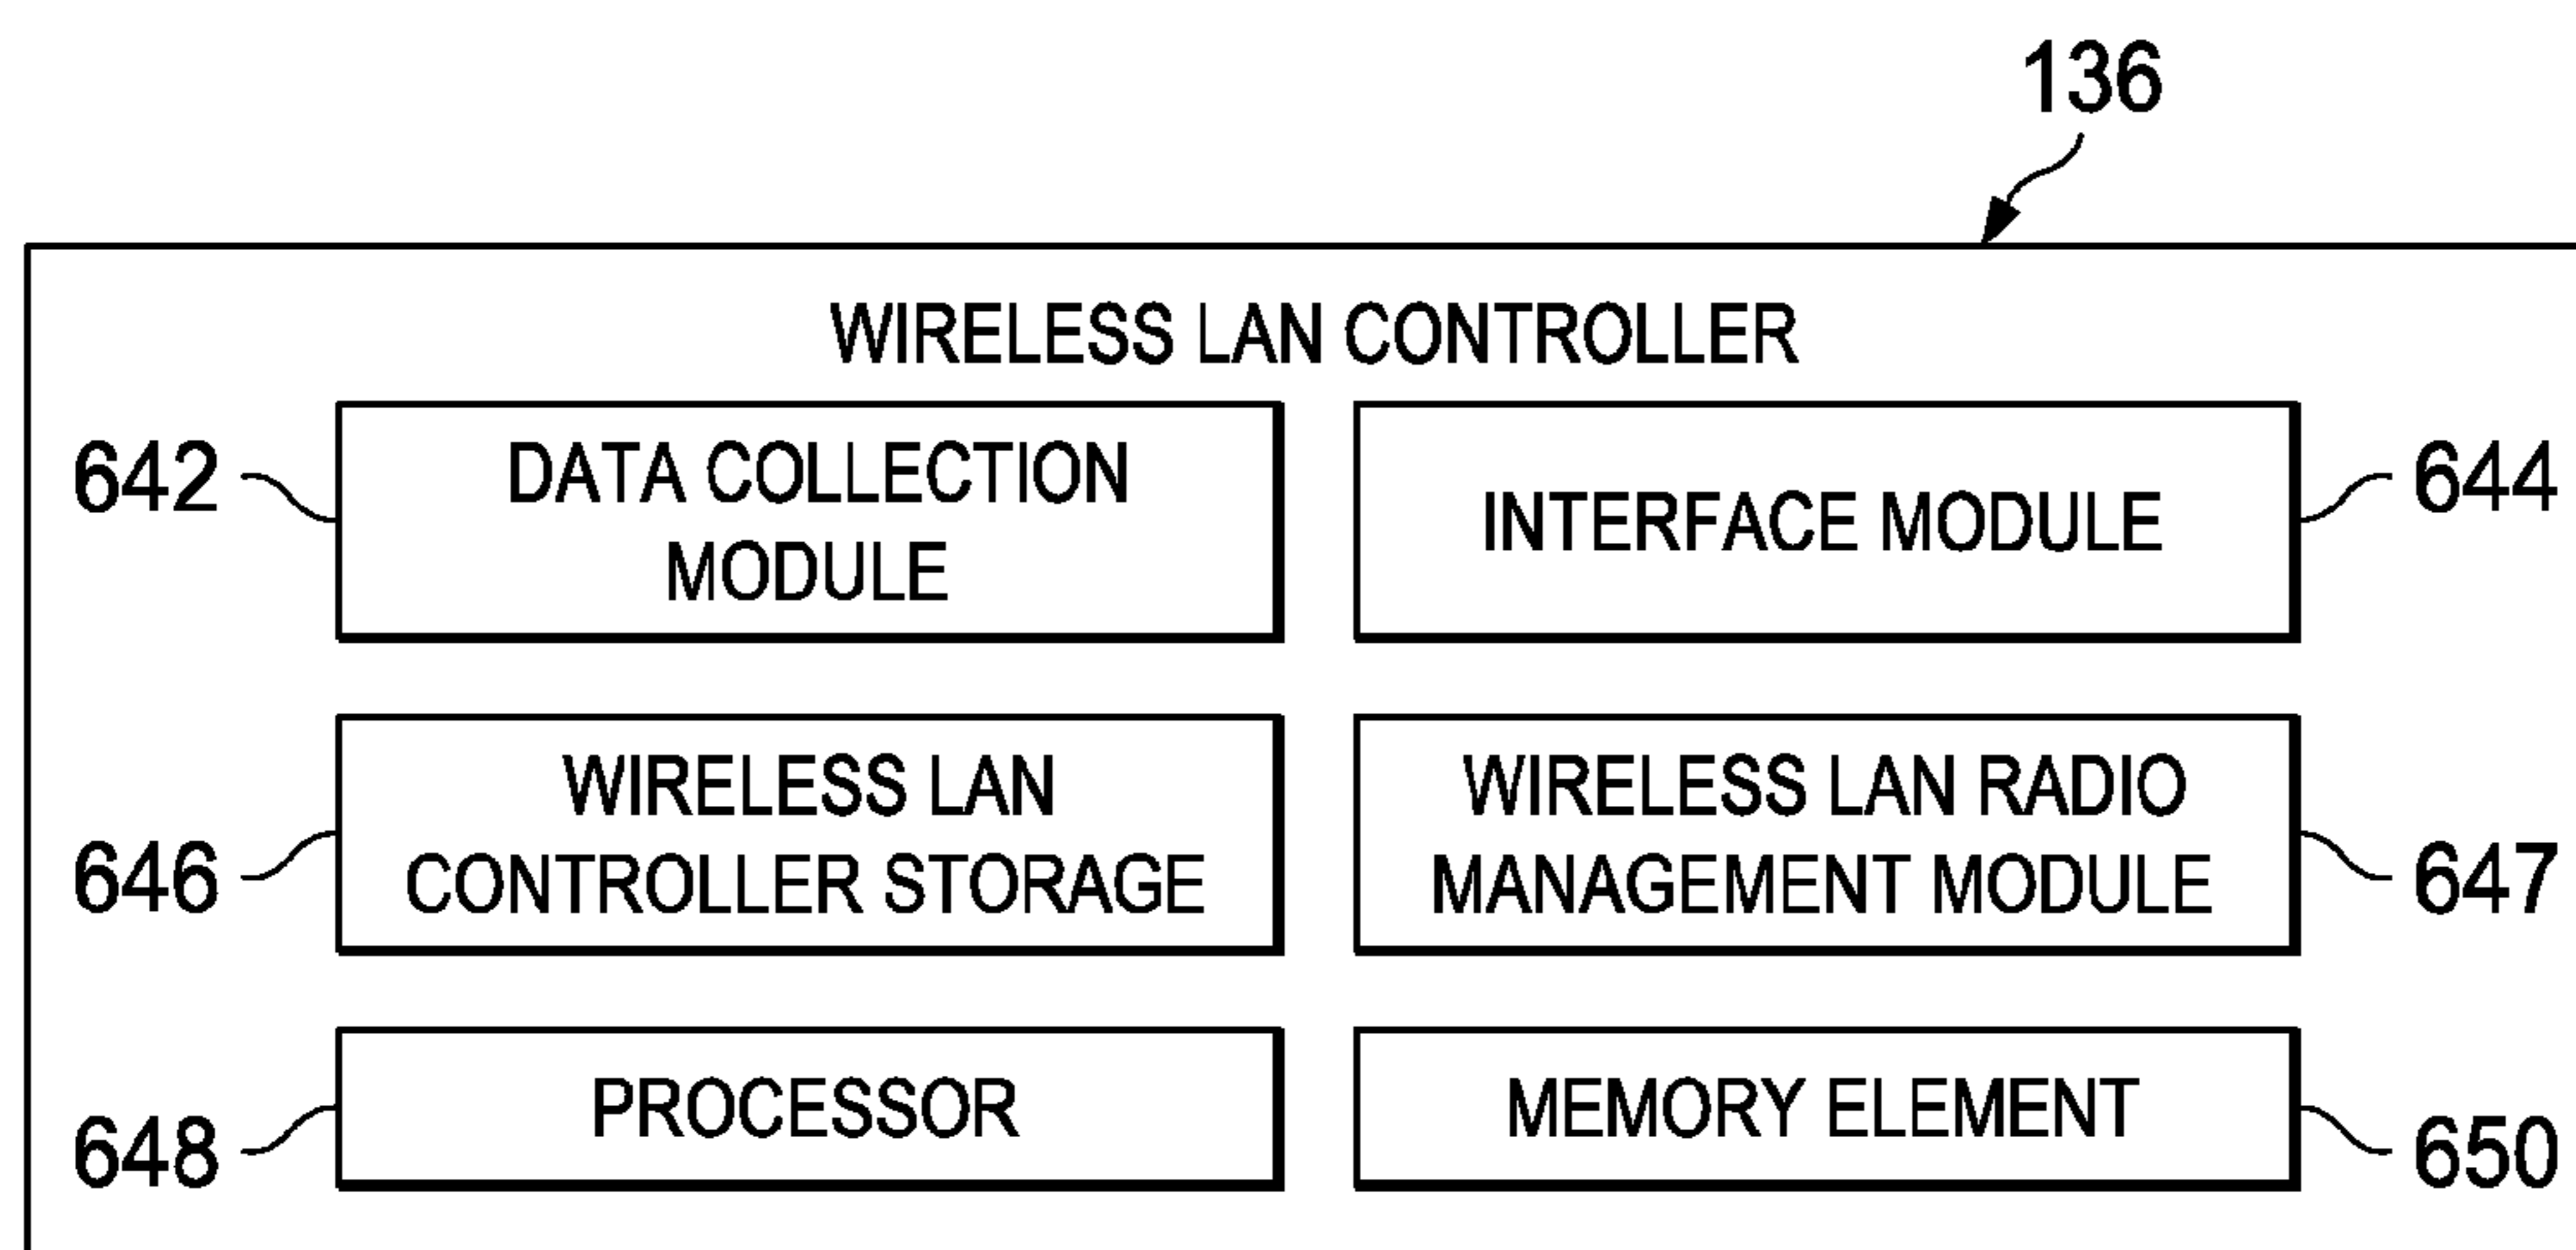 136
WIRELESS LAN CONTROLLER
642
DATA COLLECTION
MODULE
INTERFACE MODULE
644
646
WIRELESS LAN
CONTROLLER STORAGE
WIRELESS LAN RADIO
MANAGEMENT MODULE
647
648
PROCESSOR
MEMORY ELEMENT
650